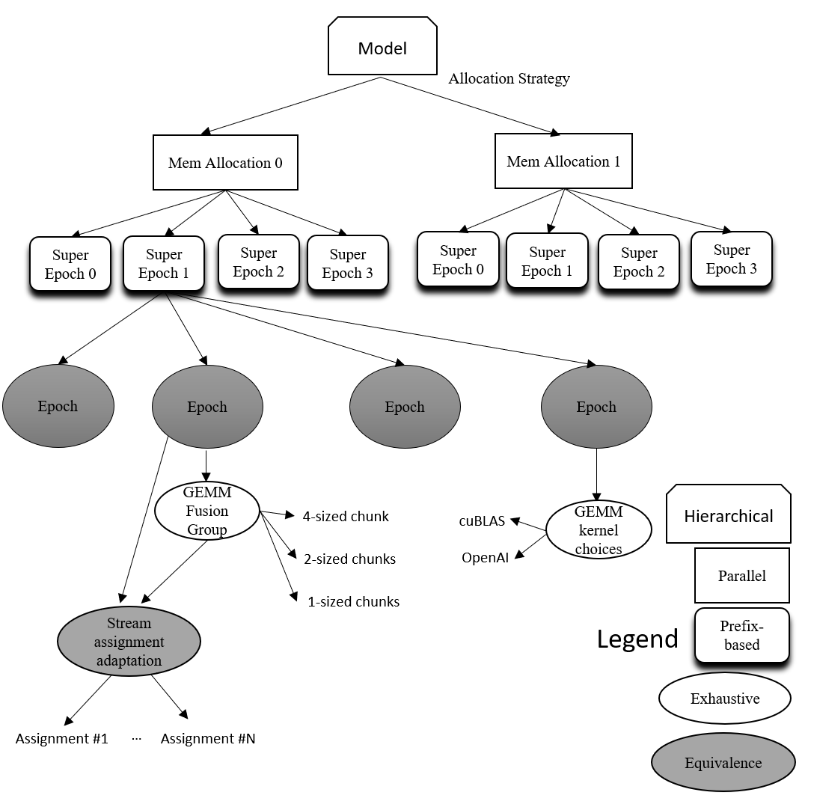 Model
Allocation Strategy
Mem Allocation 0
Mem Allocation 1
Super
Epoch 0
Super
Epoch 1
Super
Epoch 2
Super
Epoch 3
Super
Epoch 0
Super
Epoch 1
Super
Epoch 2
Super
Epoch 3
Epoch
Epoch
Epoch
Epoch
GEMM
Fusion
Group
4-sized chunk
2-sized chunks
1-sized chunks
cuBLAS
OpenAI
GEMM
kernel
choices
Stream
assignment
adaptation
Assignment #1
...
Assignment #N
Legend
Hierarchical
Parallel
Prefix-
based
Exhaustive
Equivalence